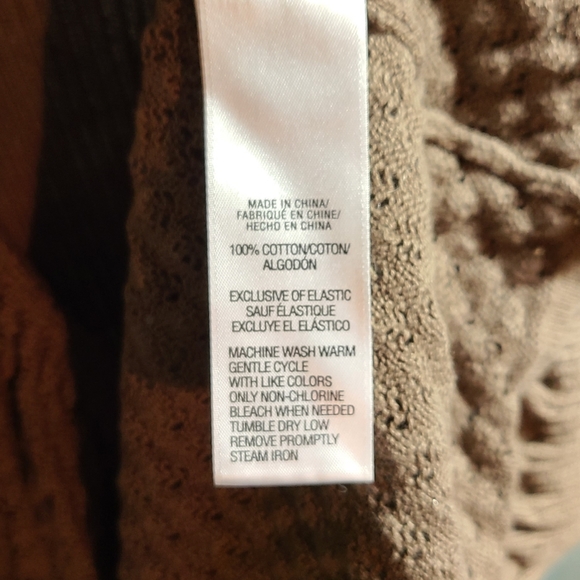 MADE IN CHINA/
FABRIQUÉ EN CHINE/
HECHO EN CHINA
100% COTTON/COTON/
ALGODÓN
EXCLUSIVE OF ELASTIC
SAUF ÉLASTIQUE
EXCLUYE EL ELÁSTICO
MACHINE WASH WARM
GENTLE CYCLE
WITH LIKE COLORS
ONLY NON-CHLORINE
BLEACH WHEN NEEDED
TUMBLE DRY LOW
REMOVE PROMPTLY
STEAM IRON